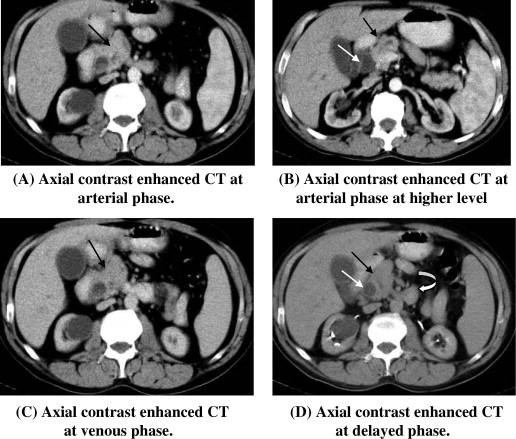 (A) Axial contrast enhanced CT at
arterial phase.
(B) Axial contrast enhanced CT at
arterial phase at higher level
(C) Axial contrast enhanced CT
at venous phase.
(D) Axial contrast enhanced CT
at delayed phase.